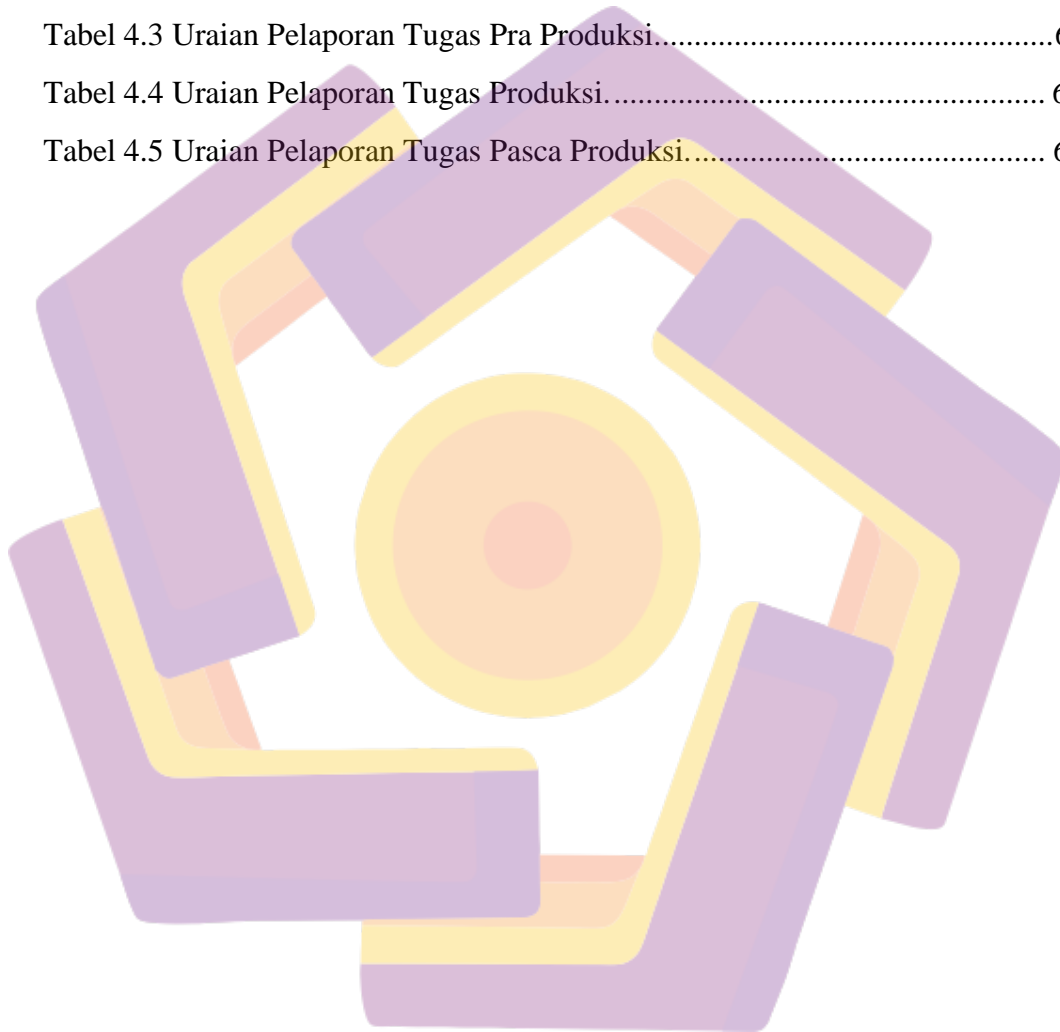 Tabel 4.3 Uraian Pelaporan Tugas Pra Produksi..................................................6
Tabel 4.4 Uraian Pelaporan Tugas Produksi....................................................... 6
Tabel 4.5 Uraian Pelaporan Tugas Pasca Produksi............................................. 6